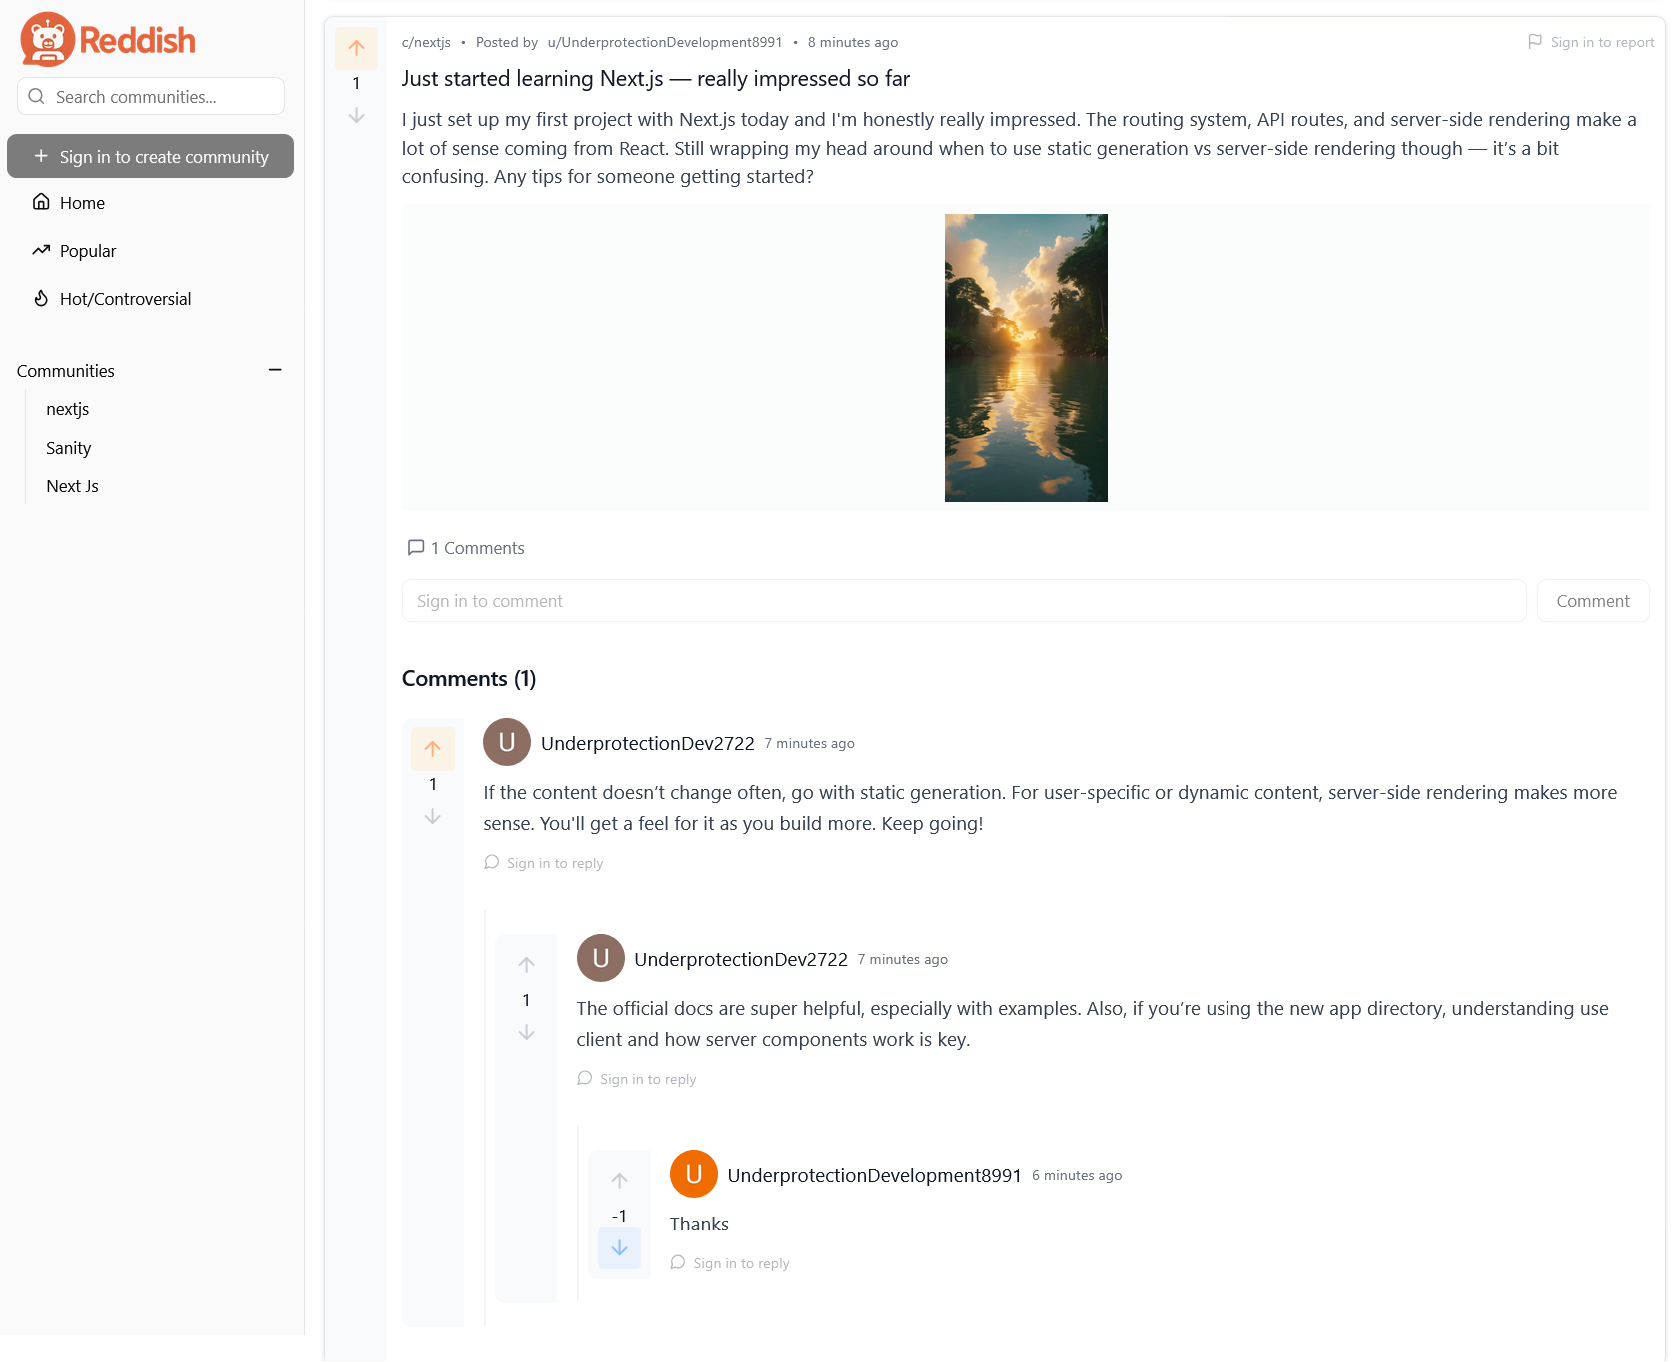 Reddish
Search communities...
Sign in to create community
Home
Popular
Hot/Controversial
Communities
nextjs
Sanity
Next Js
c/nextjs • Posted by u/UnderprotectionDevelopment8991 • 8 minutes ago
Sign in to report
1
Just started learning Next.js — really impressed so far
I just set up my first project with Next.js today and I'm honestly really impressed. The routing system, API routes, and server-side rendering make a
lot of sense coming from React. Still wrapping my head around when to use static generation vs server-side rendering though — it’s a bit
confusing. Any tips for someone getting started?
1 Comments
Sign in to comment
Comment
Comments (1)
U
UnderprotectionDev2722 7 minutes ago
1
If the content doesn’t change often, go with static generation. For user-specific or dynamic content, server-side rendering makes more
sense. You'll get a feel for it as you build more. Keep going!
Sign in to reply
U
UnderprotectionDev2722 7 minutes ago
1
The official docs are super helpful, especially with examples. Also, if you’re using the new app directory, understanding use
client and how server components work is key.
Sign in to reply
U
UnderprotectionDevelopment8991 6 minutes ago
-1
Thanks
Sign in to reply